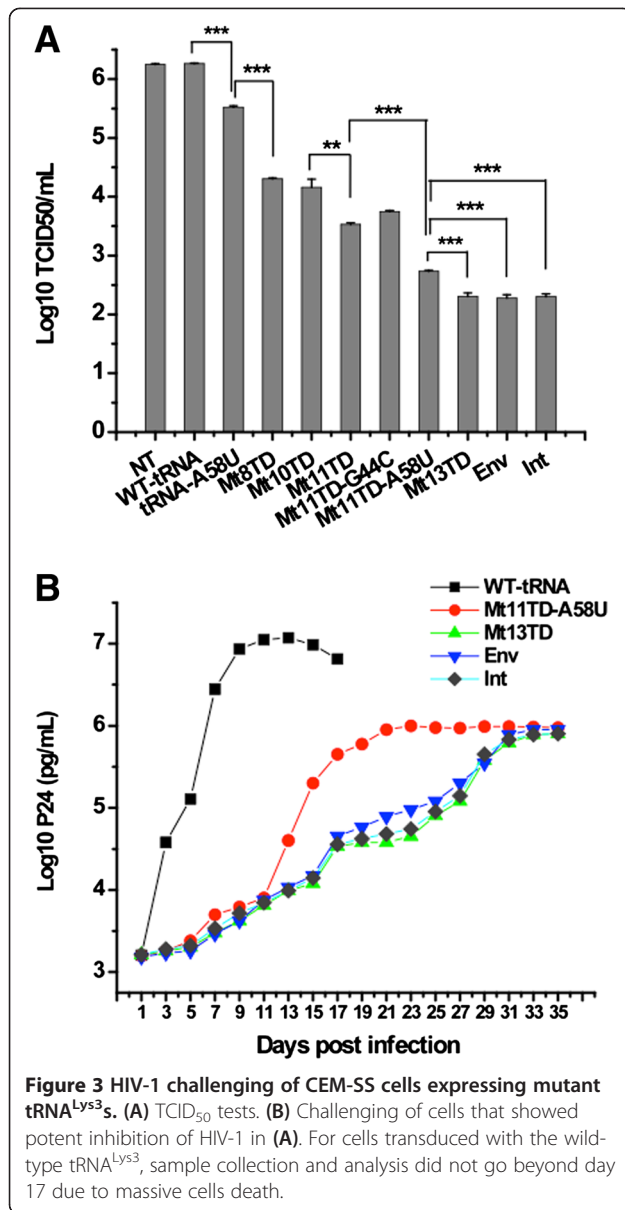 A
Log10 TCID50/mL
6
5
4
3
2
1
0
***
***
**
***
***
***
***
NT
WT-tRNA
tRNA-A58U
Mt8TD
Mt10TD
Mt11TD
Mt11TD-G44C
Mt11TD-A58U
Mt13TD
Env
Int
B
WT-tRNA
Mt11TD-A58U
Mt13TD
Env
Int
Log10 P24 (pg/mL)
7
6
5
4
3
1 3 5 7 9 11 13 15 17 19 21 23 25 27 29 31 33 35
Days post infection
Figure 3 HIV-1 challenging of CEM-SS cells expressing mutant
tRNA^Lys3s. (A) TCID50 tests. (B) Challenging of cells that showed
potent inhibition of HIV-1 in (A). For cells transduced with the wild-
type tRNA^Lys3, sample collection and analysis did not go beyond day
17 due to massive cells death.